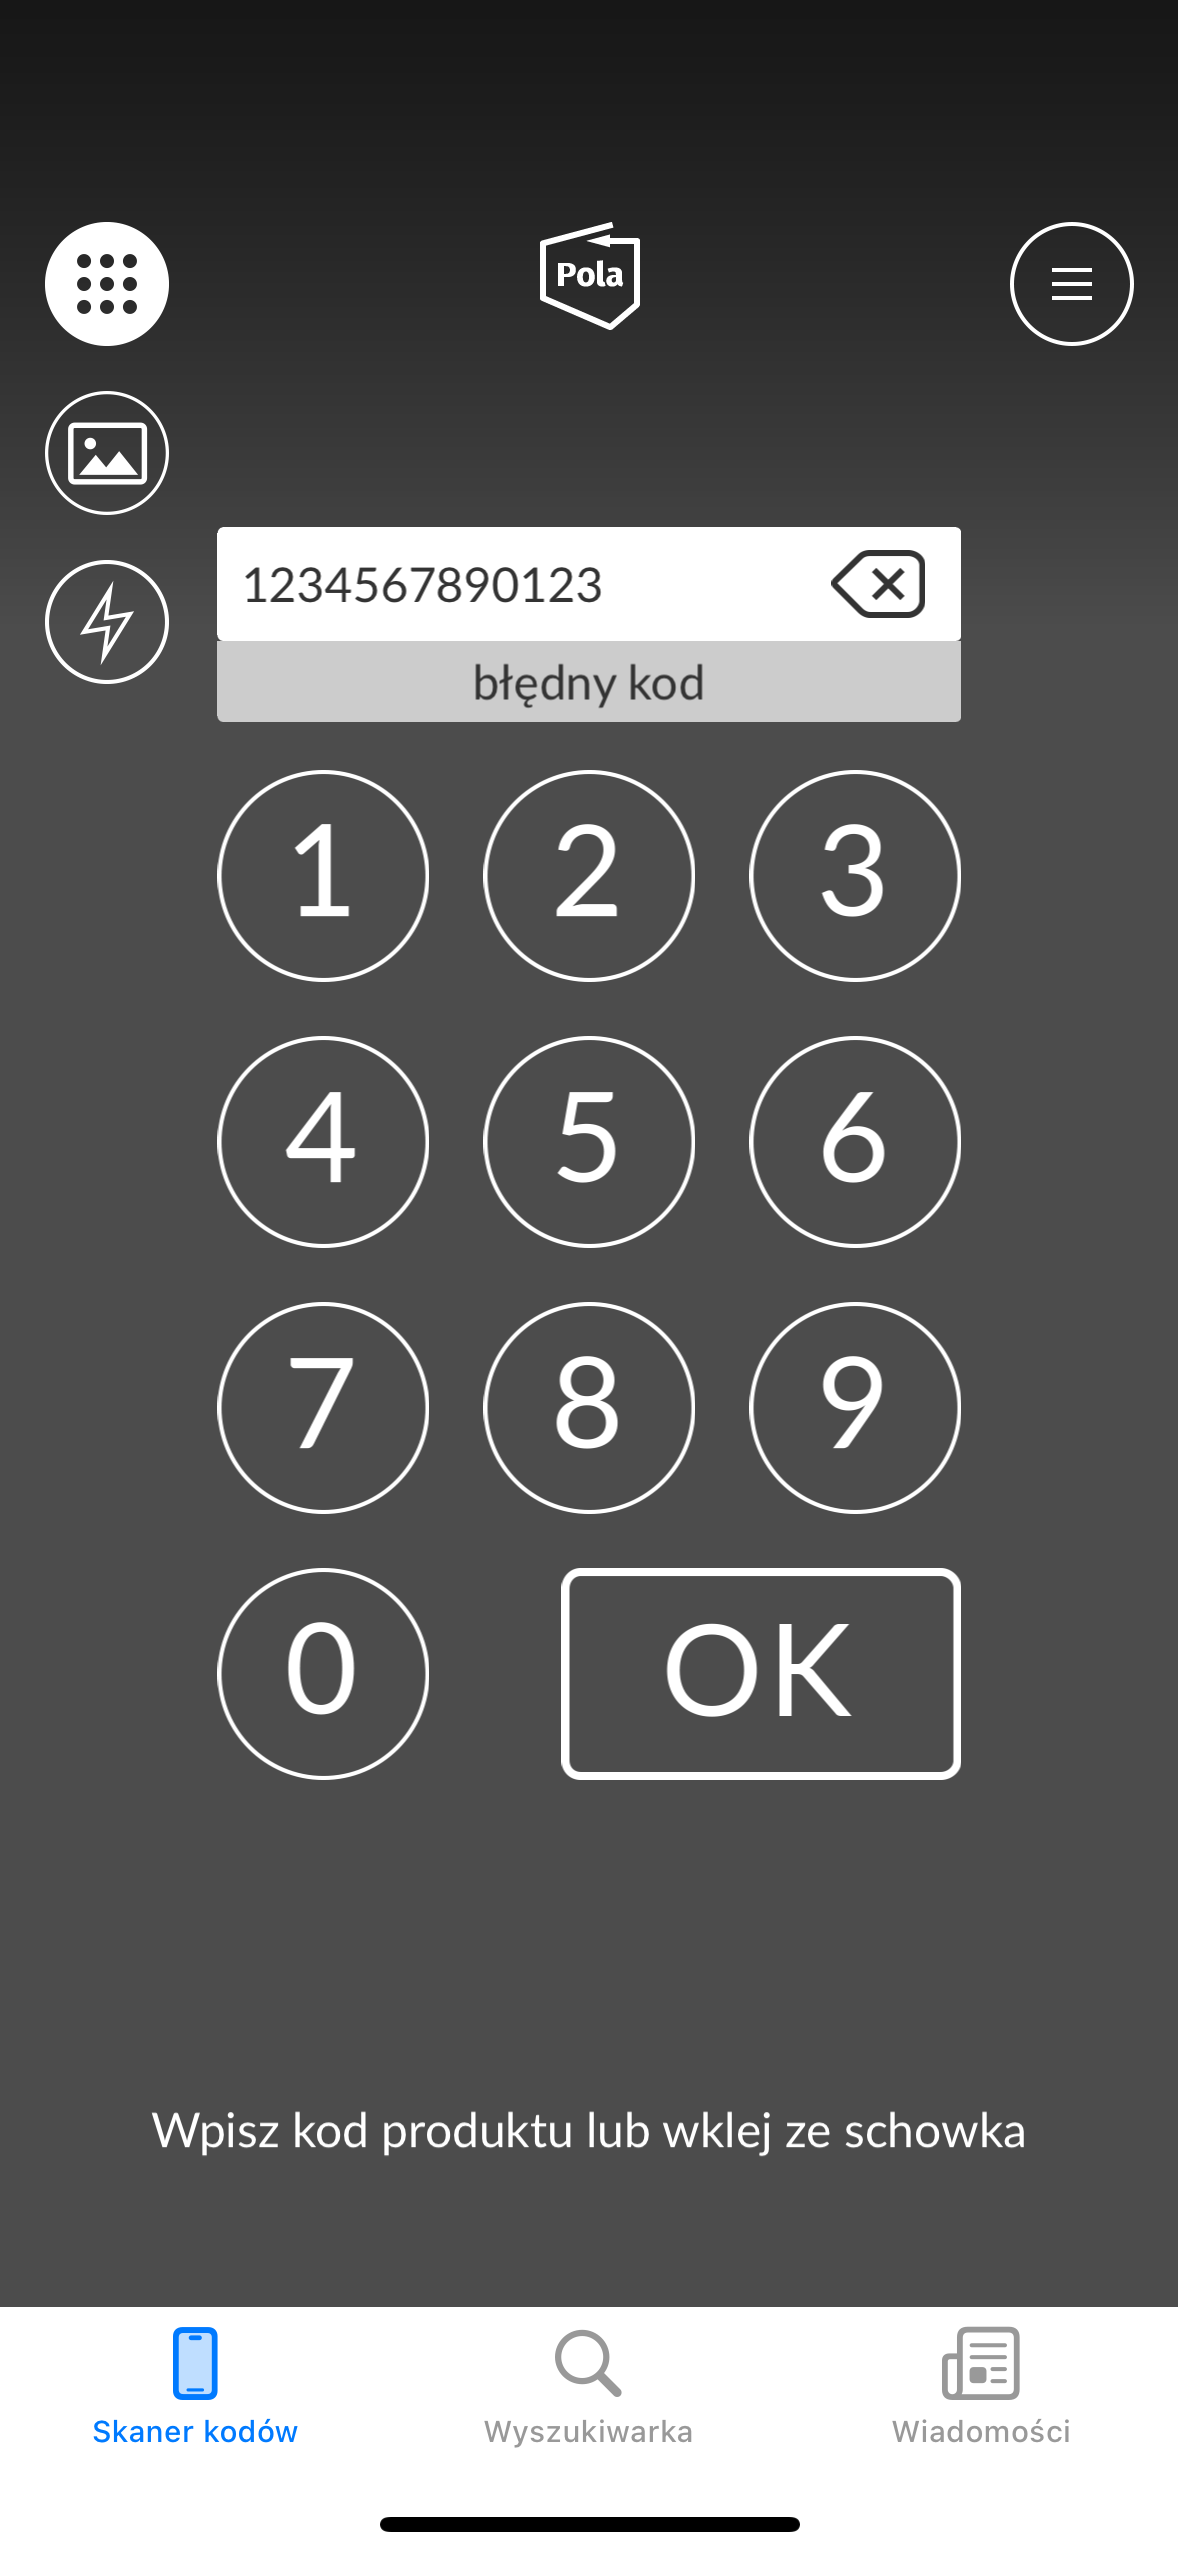 Pola
1234567890123
błędny kod
1 2 3
4 5 6
7 8 9
0 OK
Wpisz kod produktu lub wklej ze schowka
Skaner kodów Wyszukiwarka Wiadomości